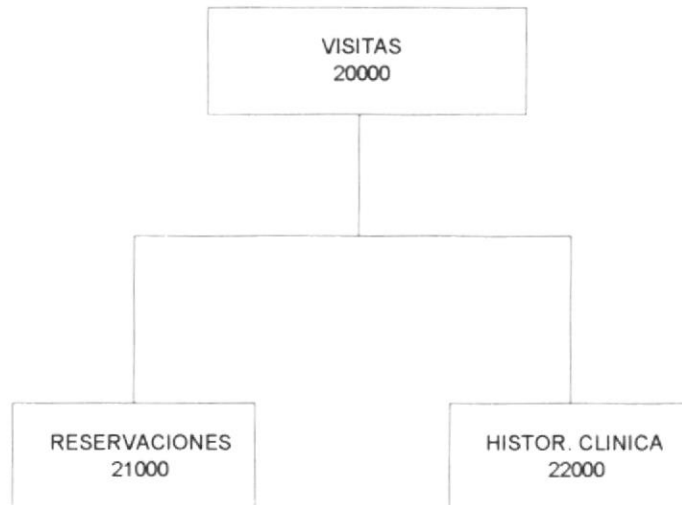 VISITAS
20000
RESERVACIONES
21000
HISTOR. CLINICA
22000